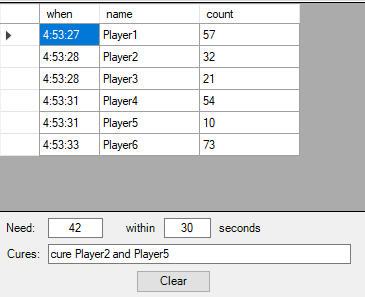 when name count
4:53:27 Player1 57
4:53:28 Player2 32
4:53:28 Player3 21
4:53:31 Player4 54
4:53:31 Player5 10
4:53:33 Player6 73
Need: 42 within 30 seconds
Cures: cure Player2 and Player5
Clear